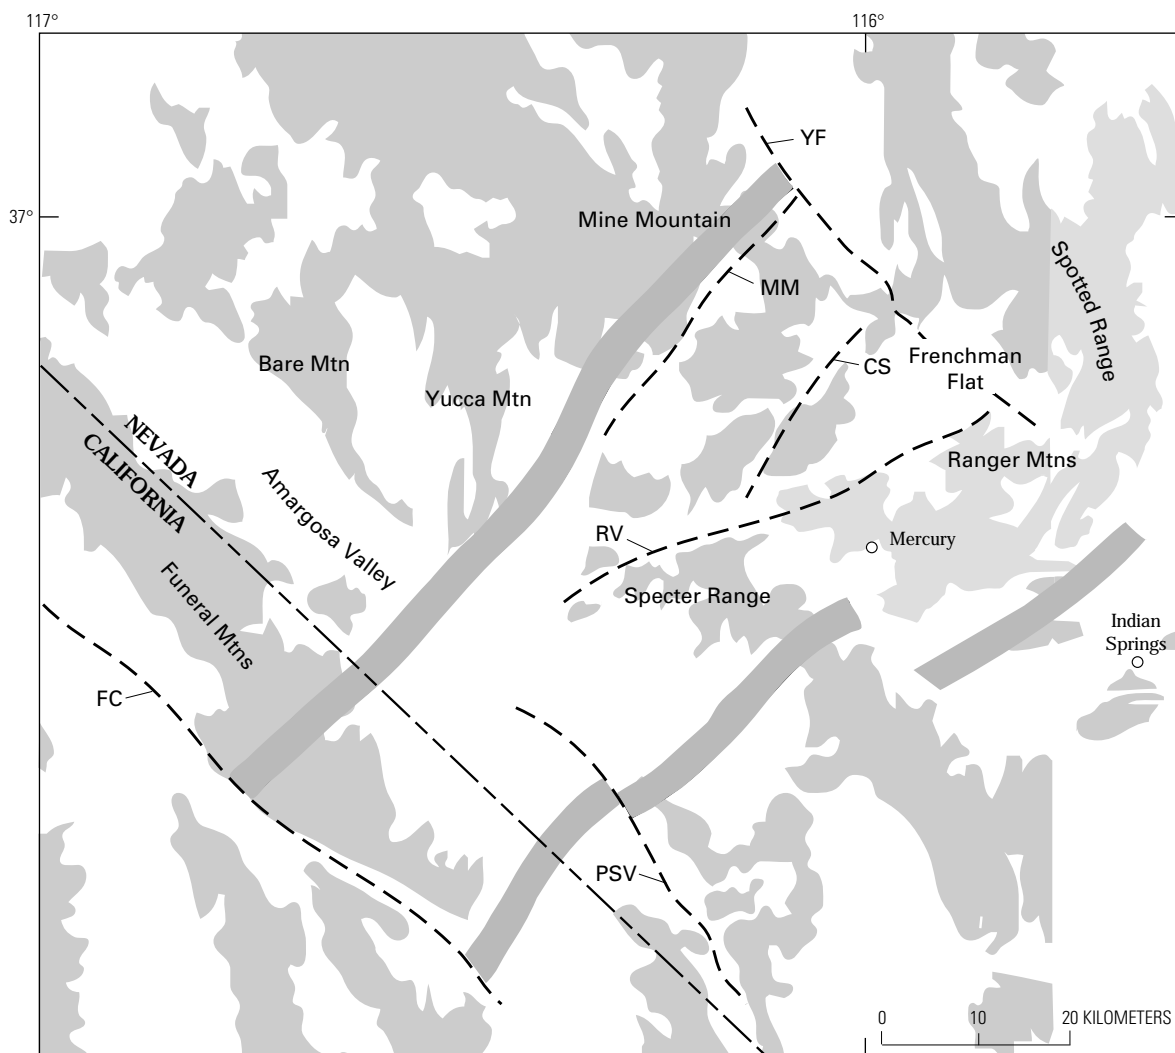 117°
116°
YF
37°
Mine Mountain
MM
Spotted Range
Bare Mtn
CS
Frenchman
Flat
Yucca Mtn
NEVADA
CALIFORNIA
Ranger Mtns
Amargosa Valley
RV
Mercury
Funeral Mtns
Specter Range
Indian
Springs
FC
PSV
0 10 20 KILOMETERS